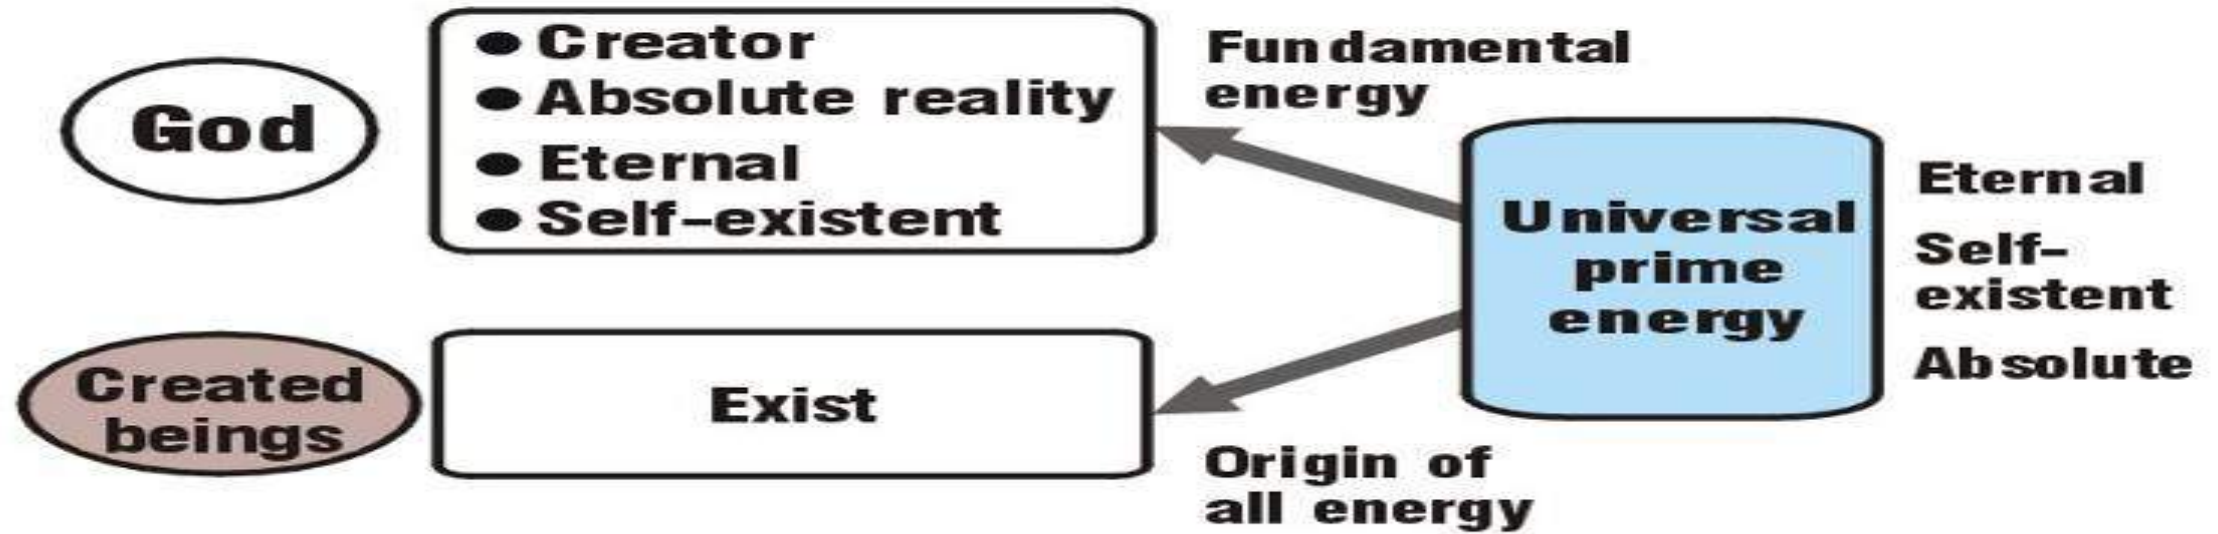 God
● Creator
● Absolute reality
● Eternal
● Self-existent
Fundamental
energy
Universal
prime
energy
Eternal
Self-
existent
Absolute
Created
beings
Exist
Origin of
all energy